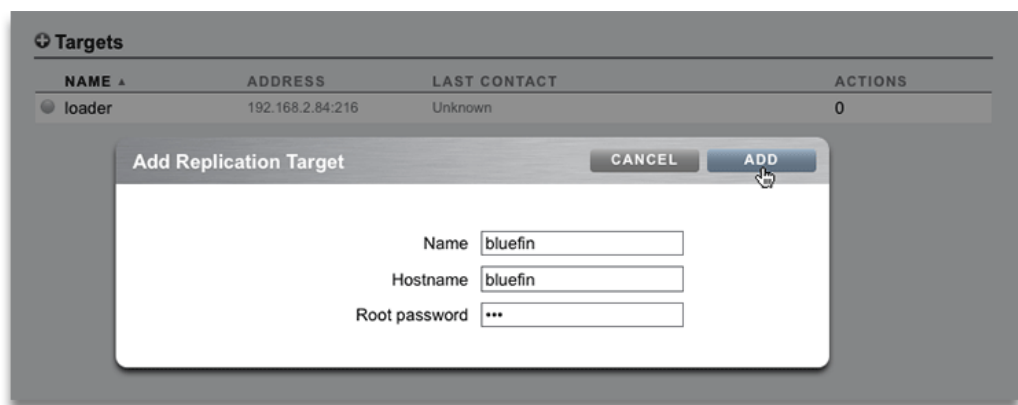 Targets
NAME ▲ ADDRESS LAST CONTACT ACTIONS
loader 192.168.2.84:216 Unknown 0
Add Replication Target CANCEL ADD
Name bluefin
Hostname bluefin
Root password •••